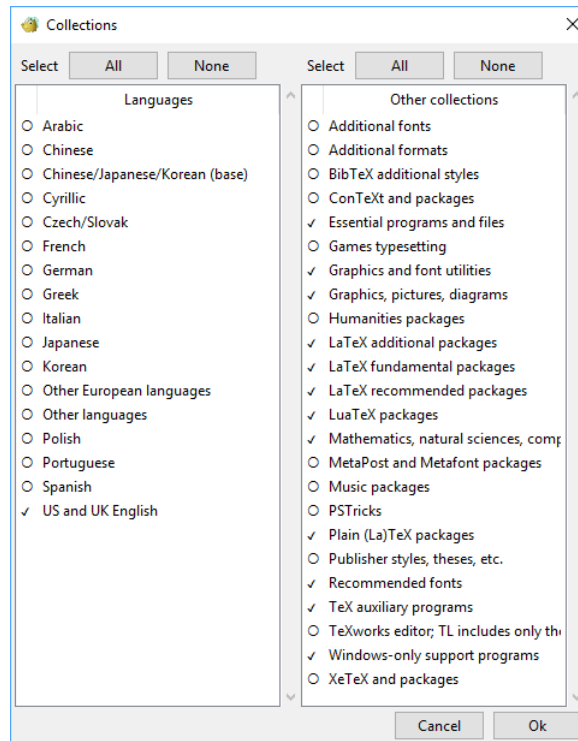 Collections
Select All None
Select All None
Languages
Arabic
Chinese
Chinese/Japanese/Korean (base)
Cyrillic
Czech/Slovak
French
German
Greek
Italian
Japanese
Korean
Other European languages
Other languages
Polish
Portuguese
Spanish
US and UK English
Other collections
Additional fonts
Additional formats
BibTeX additional styles
ConTeXt and packages
Essential programs and files
Games typesetting
Graphics and font utilities
Graphics, pictures, diagrams
Humanities packages
LaTeX additional packages
LaTeX fundamental packages
LaTeX recommended packages
LuaTeX packages
Mathematics, natural sciences, comp
MetaPost and Metafont packages
Music packages
PSTricks
Plain (La)TeX packages
Publisher styles, theses, etc.
Recommended fonts
TeX auxiliary programs
TeXworks editor; TL includes only the
Windows-only support programs
XeTeX and packages
Cancel Ok